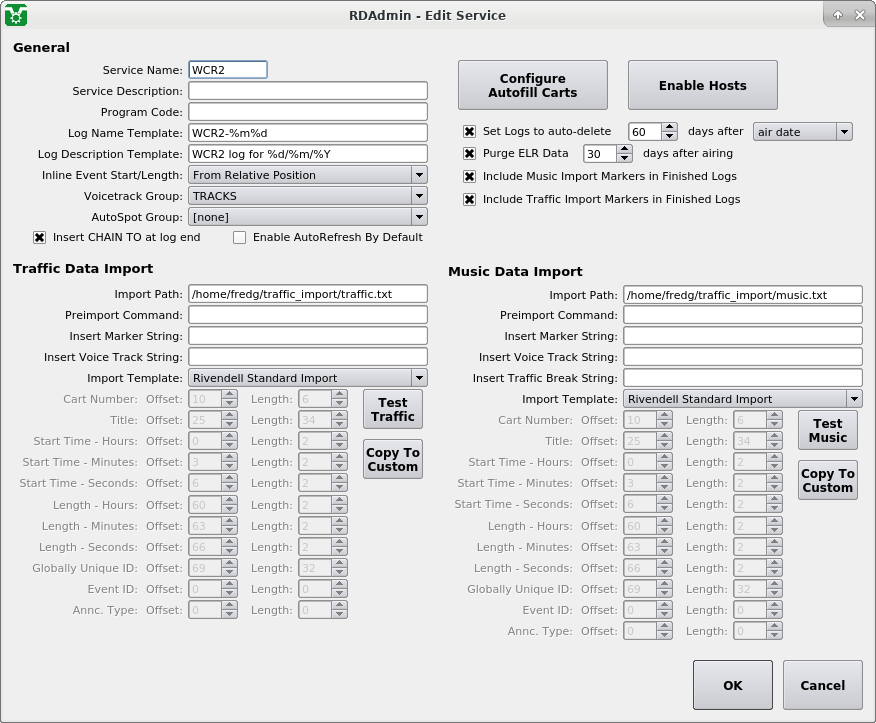 RDAdmin - Edit Service
General
Service Name: WCR2
Service Description:
Program Code:
Log Name Template: WCR2-%m%d
Log Description Template: WCR2 log for %d/%m/%Y
Inline Event Start/Length: From Relative Position
Voicetrack Group: TRACKS
AutoSpot Group: [none]
Insert CHAIN TO at log end Enable AutoRefresh By Default
Configure
Autofill Carts
Enable Hosts
Set Logs to auto-delete 60 days after air date
Purge ELR Data 30 days after airing
Include Music Import Markers in Finished Logs
Include Traffic Import Markers in Finished Logs
Traffic Data Import
Import Path: /home/fredg/traffic_import/traffic.txt
Preimport Command:
Insert Marker String:
Insert Voice Track String:
Import Template: Rivendell Standard Import
Cart Number: Offset: 10 Length: 6
Title: Offset: 25 Length: 34
Start Time - Hours: Offset: 0 Length: 2
Start Time - Minutes: Offset: 3 Length: 2
Start Time - Seconds: Offset: 6 Length: 2
Length - Hours: Offset: 60 Length: 2
Length - Minutes: Offset: 63 Length: 2
Length - Seconds: Offset: 66 Length: 2
Globally Unique ID: Offset: 69 Length: 32
Event ID: Offset: 0 Length: 0
Annc. Type: Offset: 0 Length: 0
Test
Traffic
Copy To
Custom
Music Data Import
Import Path: /home/fredg/traffic_import/music.txt
Preimport Command:
Insert Marker String:
Insert Voice Track String:
Insert Traffic Break String:
Import Template: Rivendell Standard Import
Cart Number: Offset: 10 Length: 6
Title: Offset: 25 Length: 34
Start Time - Hours: Offset: 0 Length: 2
Start Time - Minutes: Offset: 3 Length: 2
Start Time - Seconds: Offset: 6 Length: 2
Length - Hours: Offset: 60 Length: 2
Length - Minutes: Offset: 63 Length: 2
Length - Seconds: Offset: 66 Length: 2
Globally Unique ID: Offset: 69 Length: 32
Event ID: Offset: 0 Length: 0
Annc. Type: Offset: 0 Length: 0
Test
Music
Copy To
Custom
OK
Cancel